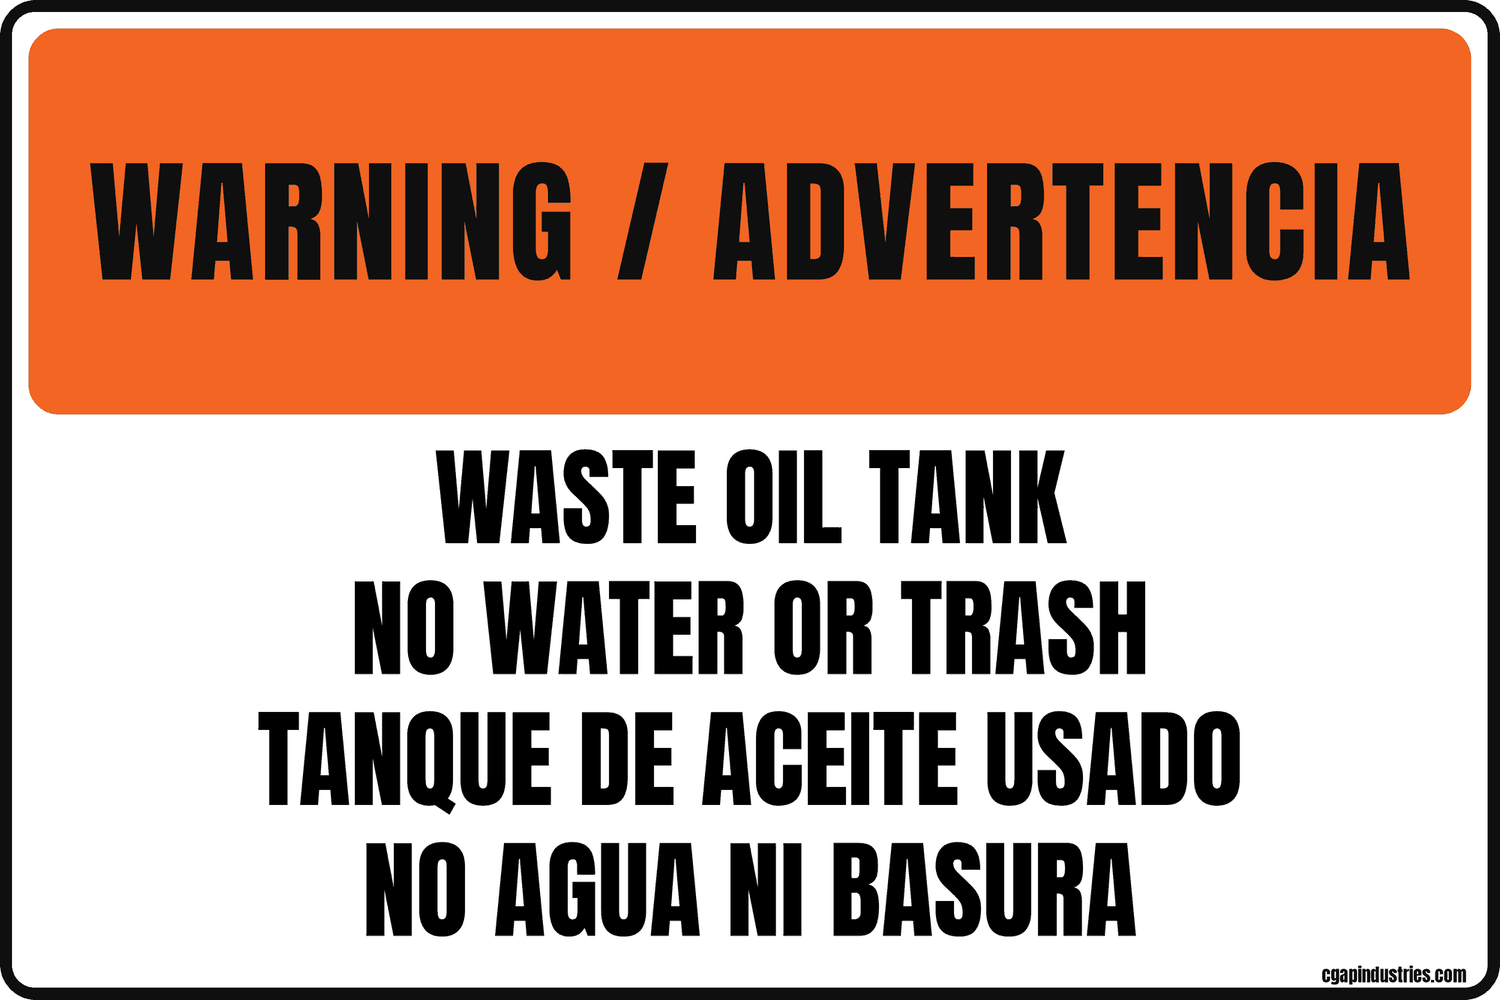 WARNING / ADVERTENCIA
WASTE OIL TANK
NO WATER OR TRASH
TANQUE DE ACEITE USADO
NO AGUA NI BASURA
cgapindustries.com